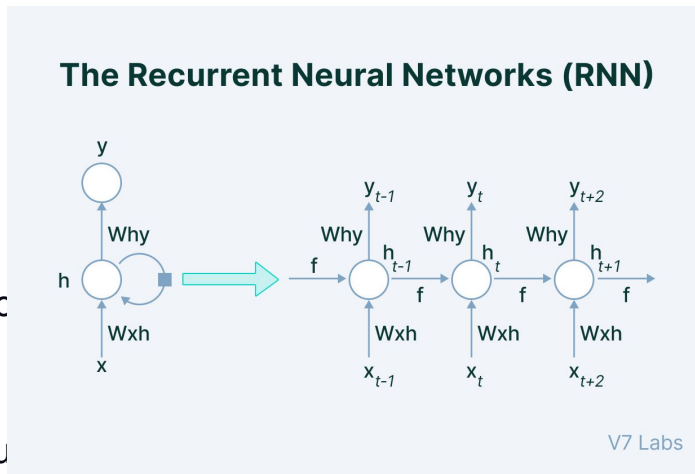 The Recurrent Neural Networks (RNN)
y
Why
h
Wxh
x
y t-1 y t y t+2
Why Why Why
h t-1 h t h t+1
f f f f
Wxh Wxh Wxh
x t-1 x t x t+2
V7 Labs